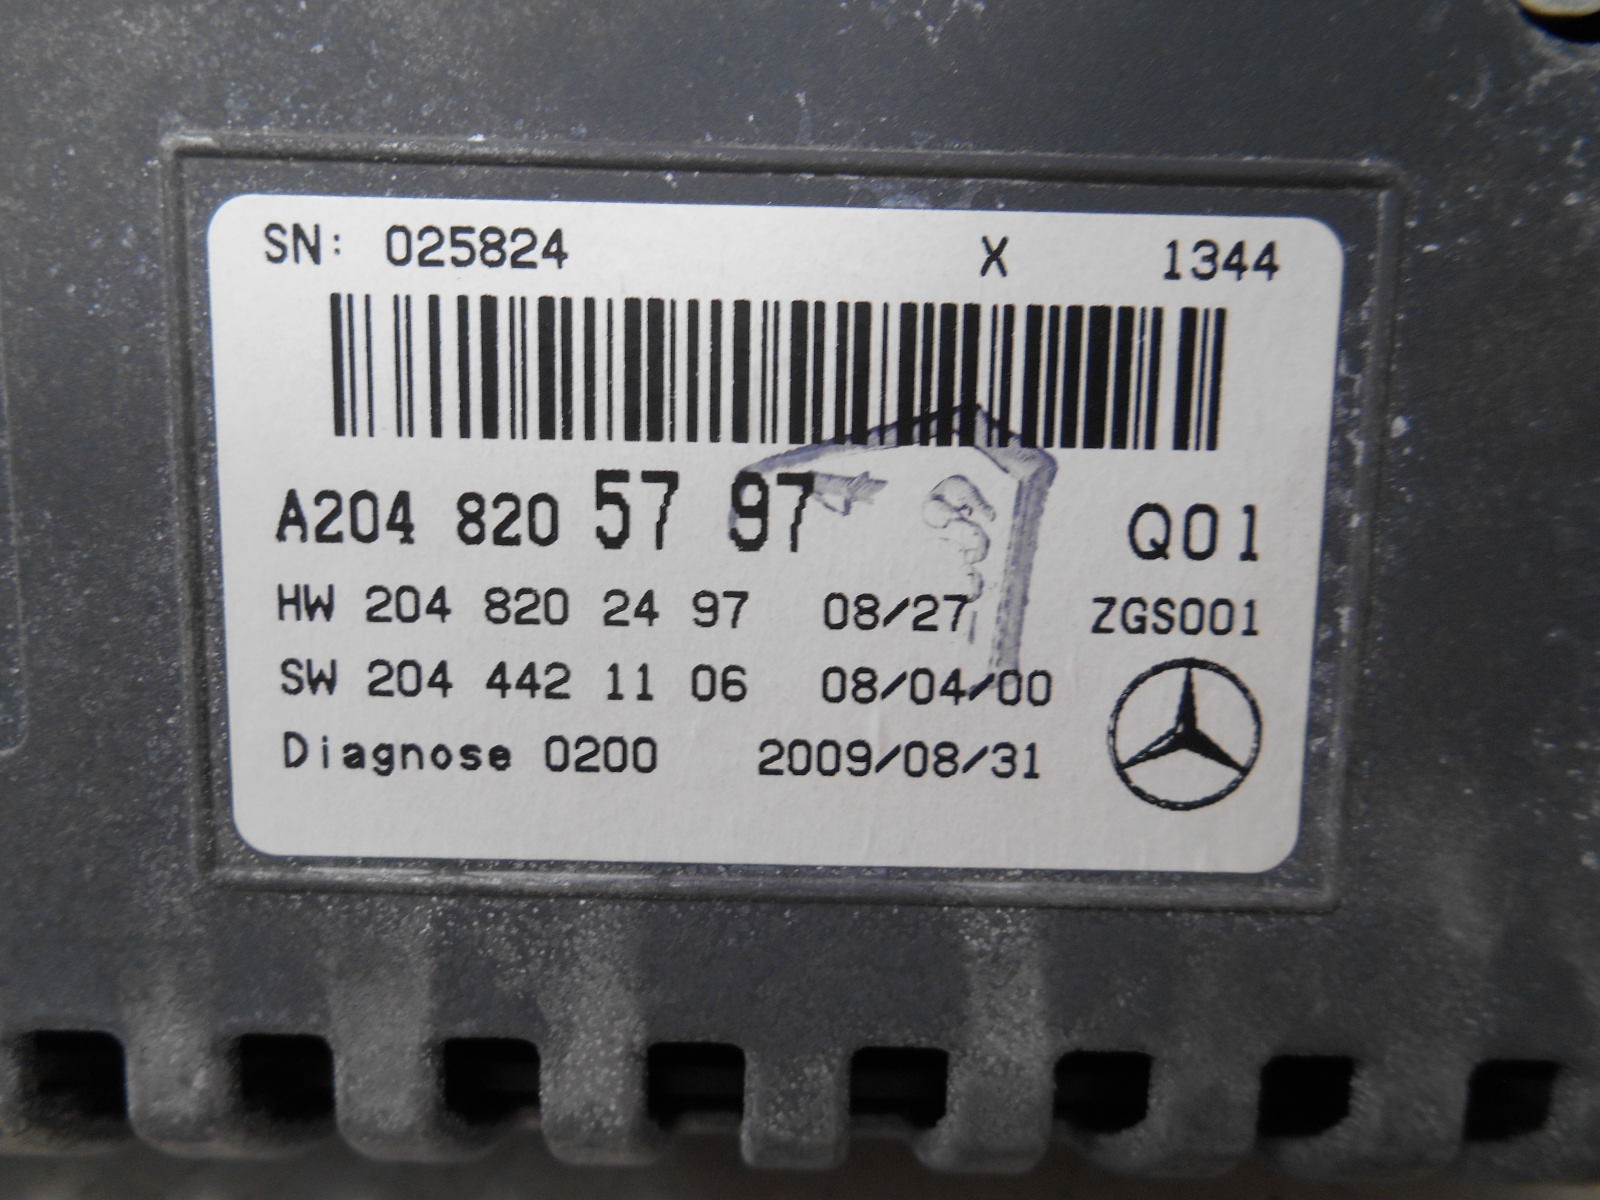 SN: 025824 X 1344
A204 820 57 97 Q01
HW 204 820 24 97 08/27 ZGS001
SW 204 442 11 06 08/04/00
Diagnose 0200 2009/08/31